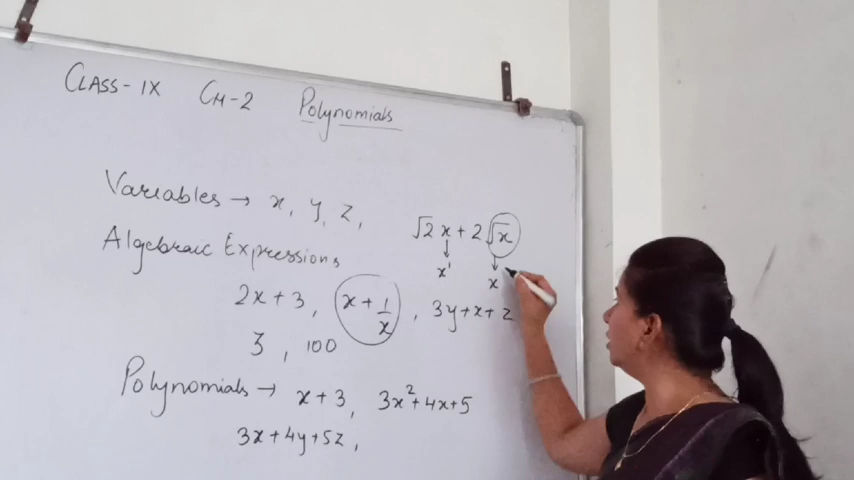 CLASS-IX CH-2 Polynomials
Variables → x, y, z,
√2 x + 2 √x
x¹ x
Algebraic Expressions
2x+3, x+1/x, 3y+x+z
3, 100
Polynomials → x+3, 3x²+4x+5
3x+4y+5z,